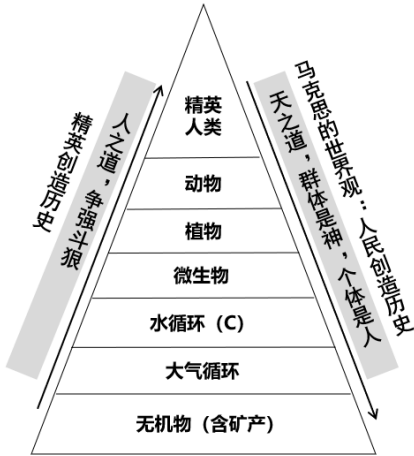 精英
人类
动物
植物
微生物
水循环（C）
大气循环
无机物（含矿产）
精英创造历史
人之道，争强斗狠
马克思的世界观：人民创造历史
天之道，群体是神，个体是人